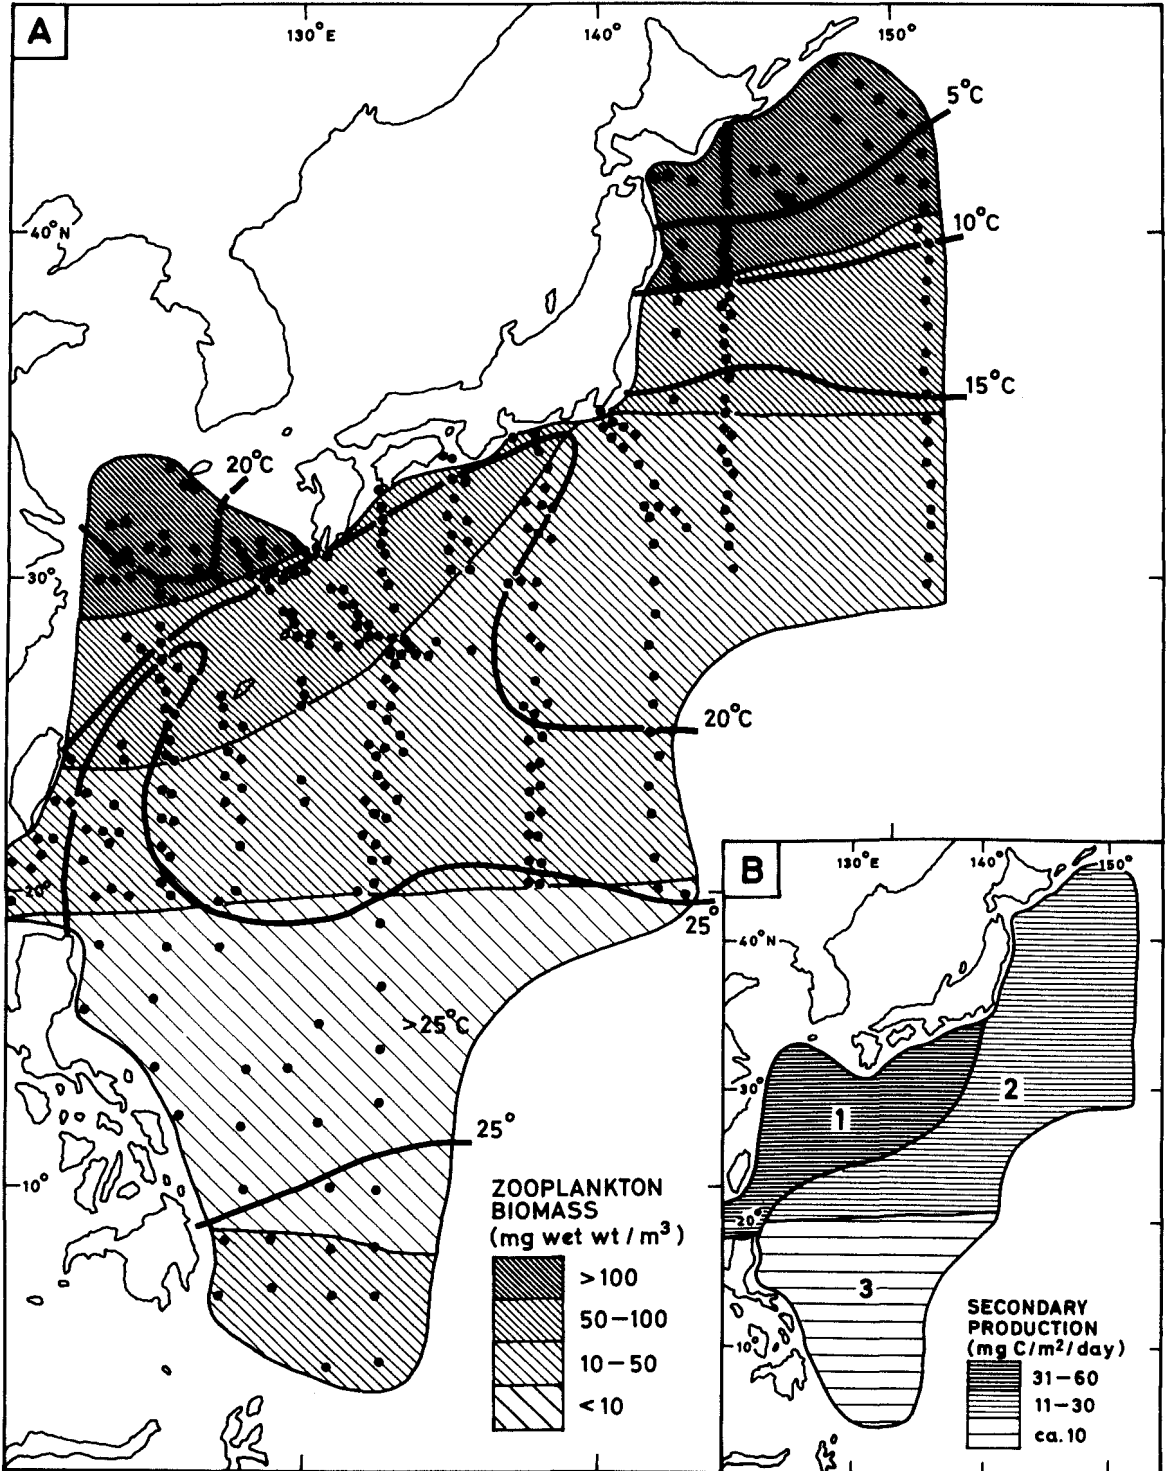 A
130°E
140°
150°
5°C
40°N
10°C
15°C
20°C
30°
20°C
20°
25°
>25°C
25°
10°
ZOOPLANKTON
BIOMASS
(mg wet wt/m³)
>100
50-100
10-50
<10
B
130°E
140°
150°
40°N
30°
2
1
20°
3
10°
SECONDARY
PRODUCTION
(mg C/m²/day)
31-60
11-30
ca.10